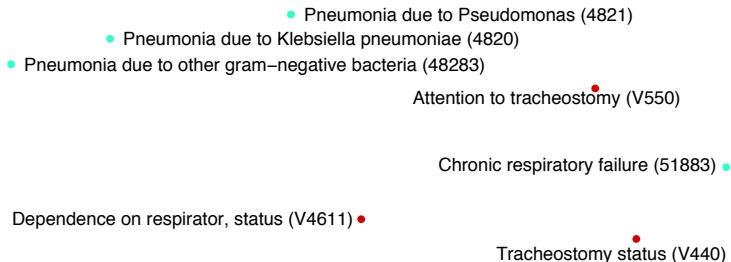 Pneumonia due to Pseudomonas (4821)
Pneumonia due to Klebsiella pneumoniae (4820)
Pneumonia due to other gram−negative bacteria (48283)
Attention to tracheostomy (V550)
Chronic respiratory failure (51883)
Dependence on respirator, status (V4611)
Tracheostomy status (V440)